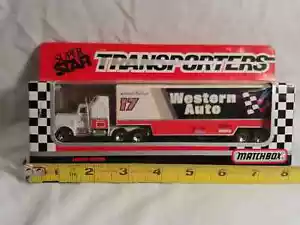 SUPER
STAR
TRANSPORTERS
17
Western
Auto
MATCHBOX
1 2 3 4 5 6 7 8